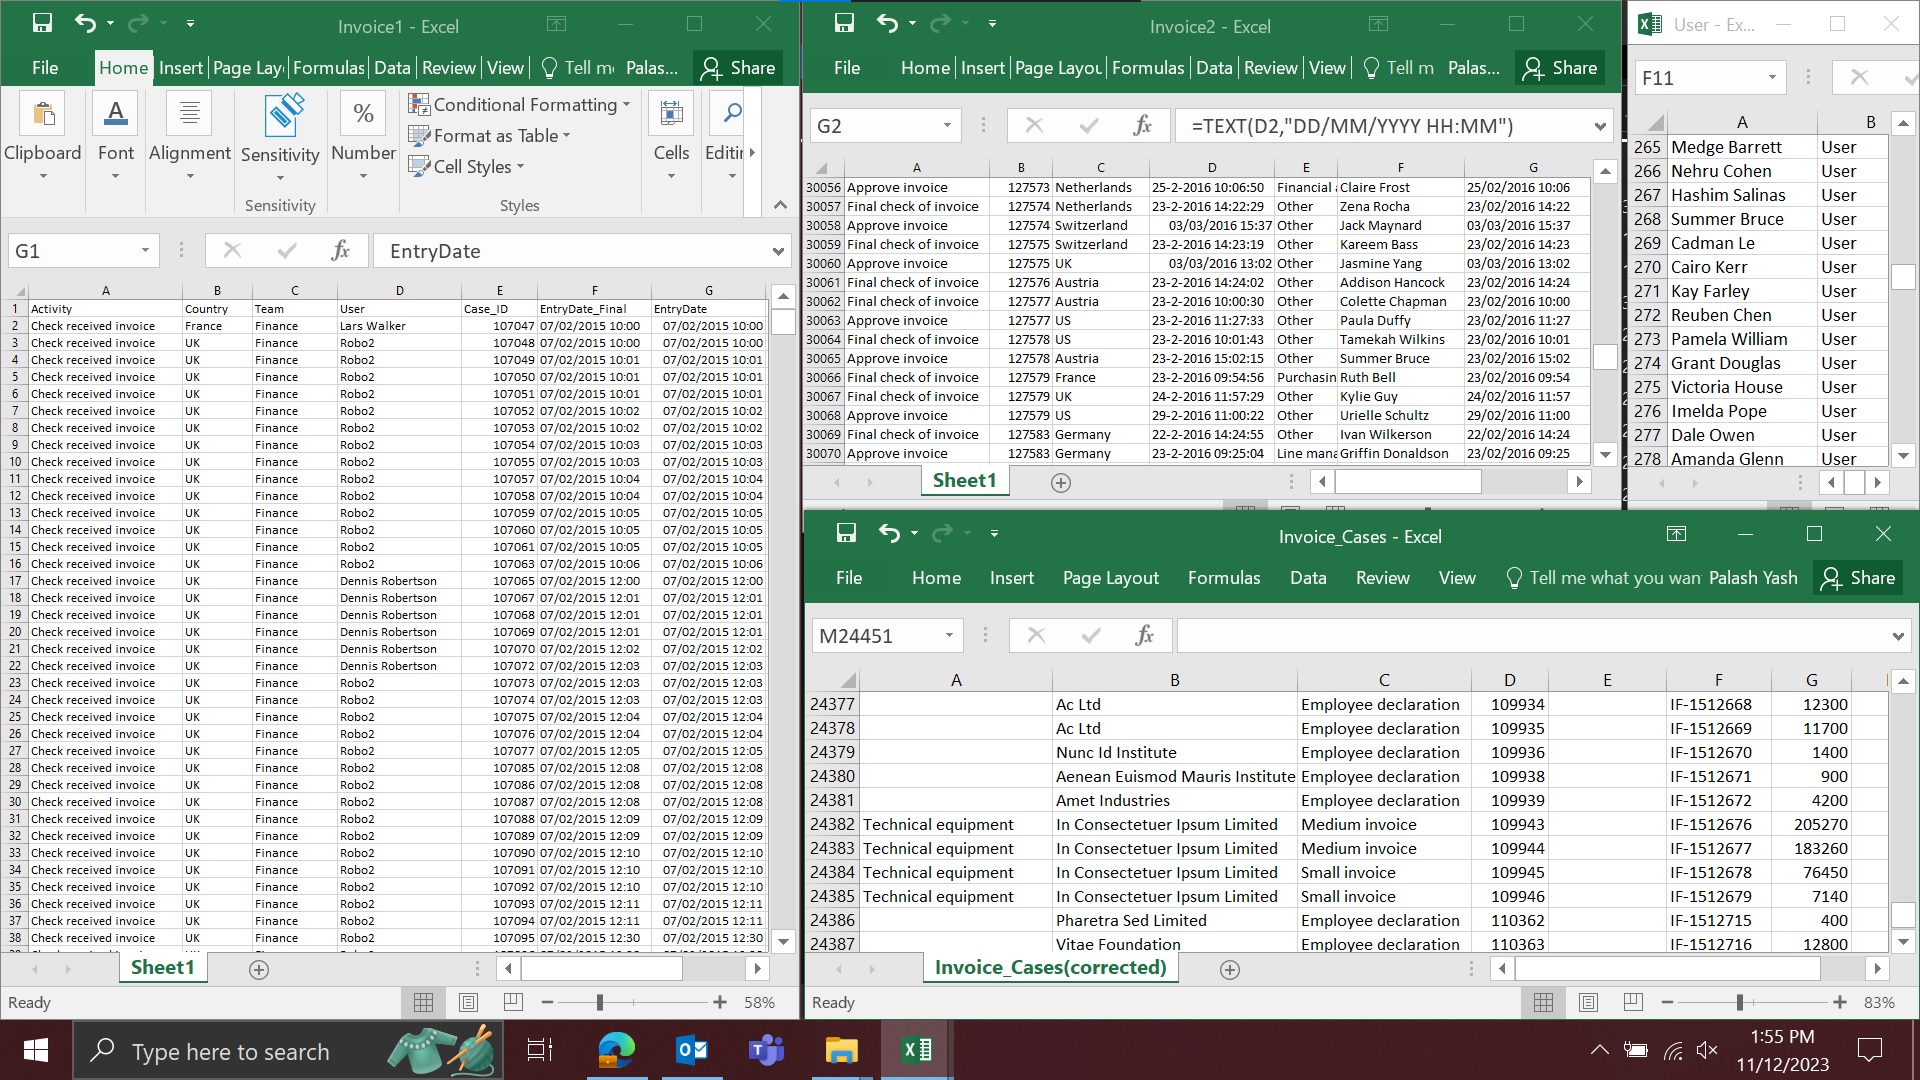 Invoice1 - Excel
File Home Insert Page Lay Formulas Data Review View Tell m Palas... Share
Clipboard Font Alignment Sensitivity Number Conditional Formatting Format as Table Cell Styles Cells Editi
Sensitivity Styles
G1 fx EntryDate
A B C D E F G
1 Activity Country Team User Case_ID EntryDate_Final EntryDate
2 Check received invoice France Finance Lars Walker 107047 07/02/2015 10:00 07/02/2015 10:00
3 Check received invoice UK Finance Robo2 107048 07/02/2015 10:00 07/02/2015 10:00
4 Check received invoice UK Finance Robo2 107049 07/02/2015 10:01 07/02/2015 10:01
5 Check received invoice UK Finance Robo2 107050 07/02/2015 10:01 07/02/2015 10:01
6 Check received invoice UK Finance Robo2 107051 07/02/2015 10:01 07/02/2015 10:01
7 Check received invoice UK Finance Robo2 107052 07/02/2015 10:02 07/02/2015 10:02
8 Check received invoice UK Finance Robo2 107053 07/02/2015 10:02 07/02/2015 10:02
9 Check received invoice UK Finance Robo2 107054 07/02/2015 10:03 07/02/2015 10:03
10 Check received invoice UK Finance Robo2 107055 07/02/2015 10:03 07/02/2015 10:03
11 Check received invoice UK Finance Robo2 107057 07/02/2015 10:04 07/02/2015 10:04
12 Check received invoice UK Finance Robo2 107058 07/02/2015 10:04 07/02/2015 10:04
13 Check received invoice UK Finance Robo2 107059 07/02/2015 10:05 07/02/2015 10:05
14 Check received invoice UK Finance Robo2 107060 07/02/2015 10:05 07/02/2015 10:05
15 Check received invoice UK Finance Robo2 107061 07/02/2015 10:05 07/02/2015 10:05
16 Check received invoice UK Finance Robo2 107063 07/02/2015 10:06 07/02/2015 10:06
17 Check received invoice UK Finance Dennis Robertson 107065 07/02/2015 12:00 07/02/2015 12:00
18 Check received invoice UK Finance Dennis Robertson 107067 07/02/2015 12:01 07/02/2015 12:01
19 Check received invoice UK Finance Dennis Robertson 107068 07/02/2015 12:01 07/02/2015 12:01
20 Check received invoice UK Finance Dennis Robertson 107069 07/02/2015 12:01 07/02/2015 12:01
21 Check received invoice UK Finance Dennis Robertson 107070 07/02/2015 12:02 07/02/2015 12:02
22 Check received invoice UK Finance Dennis Robertson 107072 07/02/2015 12:03 07/02/2015 12:03
23 Check received invoice UK Finance Robo2 107073 07/02/2015 12:03 07/02/2015 12:03
24 Check received invoice UK Finance Robo2 107074 07/02/2015 12:03 07/02/2015 12:03
25 Check received invoice UK Finance Robo2 107075 07/02/2015 12:04 07/02/2015 12:04
26 Check received invoice UK Finance Robo2 107076 07/02/2015 12:04 07/02/2015 12:04
27 Check received invoice UK Finance Robo2 107077 07/02/2015 12:05 07/02/2015 12:05
28 Check received invoice UK Finance Robo2 107085 07/02/2015 12:08 07/02/2015 12:08
29 Check received invoice UK Finance Robo2 107086 07/02/2015 12:08 07/02/2015 12:08
30 Check received invoice UK Finance Robo2 107087 07/02/2015 12:08 07/02/2015 12:08
31 Check received invoice UK Finance Robo2 107088 07/02/2015 12:09 07/02/2015 12:09
32 Check received invoice UK Finance Robo2 107089 07/02/2015 12:09 07/02/2015 12:09
33 Check received invoice UK Finance Robo2 107090 07/02/2015 12:10 07/02/2015 12:10
34 Check received invoice UK Finance Robo2 107091 07/02/2015 12:10 07/02/2015 12:10
35 Check received invoice UK Finance Robo2 107092 07/02/2015 12:10 07/02/2015 12:10
36 Check received invoice UK Finance Robo2 107093 07/02/2015 12:11 07/02/2015 12:11
37 Check received invoice UK Finance Robo2 107094 07/02/2015 12:11 07/02/2015 12:11
38 Check received invoice UK Finance Robo2 107095 07/02/2015 12:30 07/02/2015 12:30
Sheet1
Ready 58%
Invoice2 - Excel
File Home Insert Page Layou Formulas Data Review View Tell m Palas... Share
G2 fx =TEXT(D2,"DD/MM/YYYY HH:MM")
A B C D E F G
30056 Approve invoice 127573 Netherlands 25-2-2016 10:06:50 Financial Claire Frost 25/02/2016 10:06
30057 Final check of invoice 127574 Netherlands 23-2-2016 14:22:29 Other Zena Rocha 23/02/2016 14:22
30058 Approve invoice 127574 Switzerland 03/03/2016 15:37 Other Jack Maynard 03/03/2016 15:37
30059 Final check of invoice 127575 Switzerland 23-2-2016 14:23:19 Other Kareem Bass 23/02/2016 14:23
30060 Approve invoice 127575 UK 03/03/2016 13:02 Other Jasmine Yang 03/03/2016 13:02
30061 Final check of invoice 127576 Austria 23-2-2016 14:24:02 Other Addison Hancock 23/02/2016 14:24
30062 Final check of invoice 127577 Austria 23-2-2016 10:00:30 Other Colette Chapman 23/02/2016 10:00
30063 Approve invoice 127577 US 23-2-2016 11:27:33 Other Paula Duffy 23/02/2016 11:27
30064 Final check of invoice 127578 US 23-2-2016 10:01:43 Other Tamekah Wilkins 23/02/2016 10:01
30065 Approve invoice 127578 Austria 23-2-2016 15:02:15 Other Summer Bruce 23/02/2016 15:02
30066 Final check of invoice 127579 France 23-2-2016 09:54:56 Purchasin Ruth Bell 23/02/2016 09:54
30067 Final check of invoice 127579 UK 24-2-2016 11:57:29 Other Kylie Guy 24/02/2016 11:57
30068 Approve invoice 127579 US 29-2-2016 11:00:22 Other Urielle Schultz 29/02/2016 11:00
30069 Final check of invoice 127583 Germany 22-2-2016 14:24:55 Other Ivan Wilkerson 22/02/2016 14:24
30070 Approve invoice 127583 Germany 23-2-2016 09:25:04 Line mana Griffin Donaldson 23/02/2016 09:25
Sheet1
User - Ex...
F11
A B
265 Medge Barrett User
266 Nehru Cohen User
267 Hashim Salinas User
268 Summer Bruce User
269 Cadman Le User
270 Cairo Kerr User
271 Kay Farley User
272 Reuben Chen User
273 Pamela William User
274 Grant Douglas User
275 Victoria House User
276 Imelda Pope User
277 Dale Owen User
278 Amanda Glenn User
Invoice_Cases - Excel
File Home Insert Page Layout Formulas Data Review View Tell me what you wan Palash Yash Share
M24451 fx
A B C D E F G
24377 Ac Ltd Employee declaration 109934 IF-1512668 12300
24378 Ac Ltd Employee declaration 109935 IF-1512669 11700
24379 Nunc Id Institute Employee declaration 109936 IF-1512670 1400
24380 Aenean Euismod Mauris Institute Employee declaration 109938 IF-1512671 900
24381 Amet Industries Employee declaration 109939 IF-1512672 4200
24382 Technical equipment In Consectetuer Ipsum Limited Medium invoice 109943 IF-1512676 205270
24383 Technical equipment In Consectetuer Ipsum Limited Medium invoice 109944 IF-1512677 183260
24384 Technical equipment In Consectetuer Ipsum Limited Small invoice 109945 IF-1512678 76450
24385 Technical equipment In Consectetuer Ipsum Limited Small invoice 109946 IF-1512679 7140
24386 Pharetra Sed Limited Employee declaration 110362 IF-1512715 400
24387 Vitae Foundation Employee declaration 110363 IF-1512716 12800
Invoice_Cases(corrected)
Ready 83%
Type here to search
1:55 PM
11/12/2023